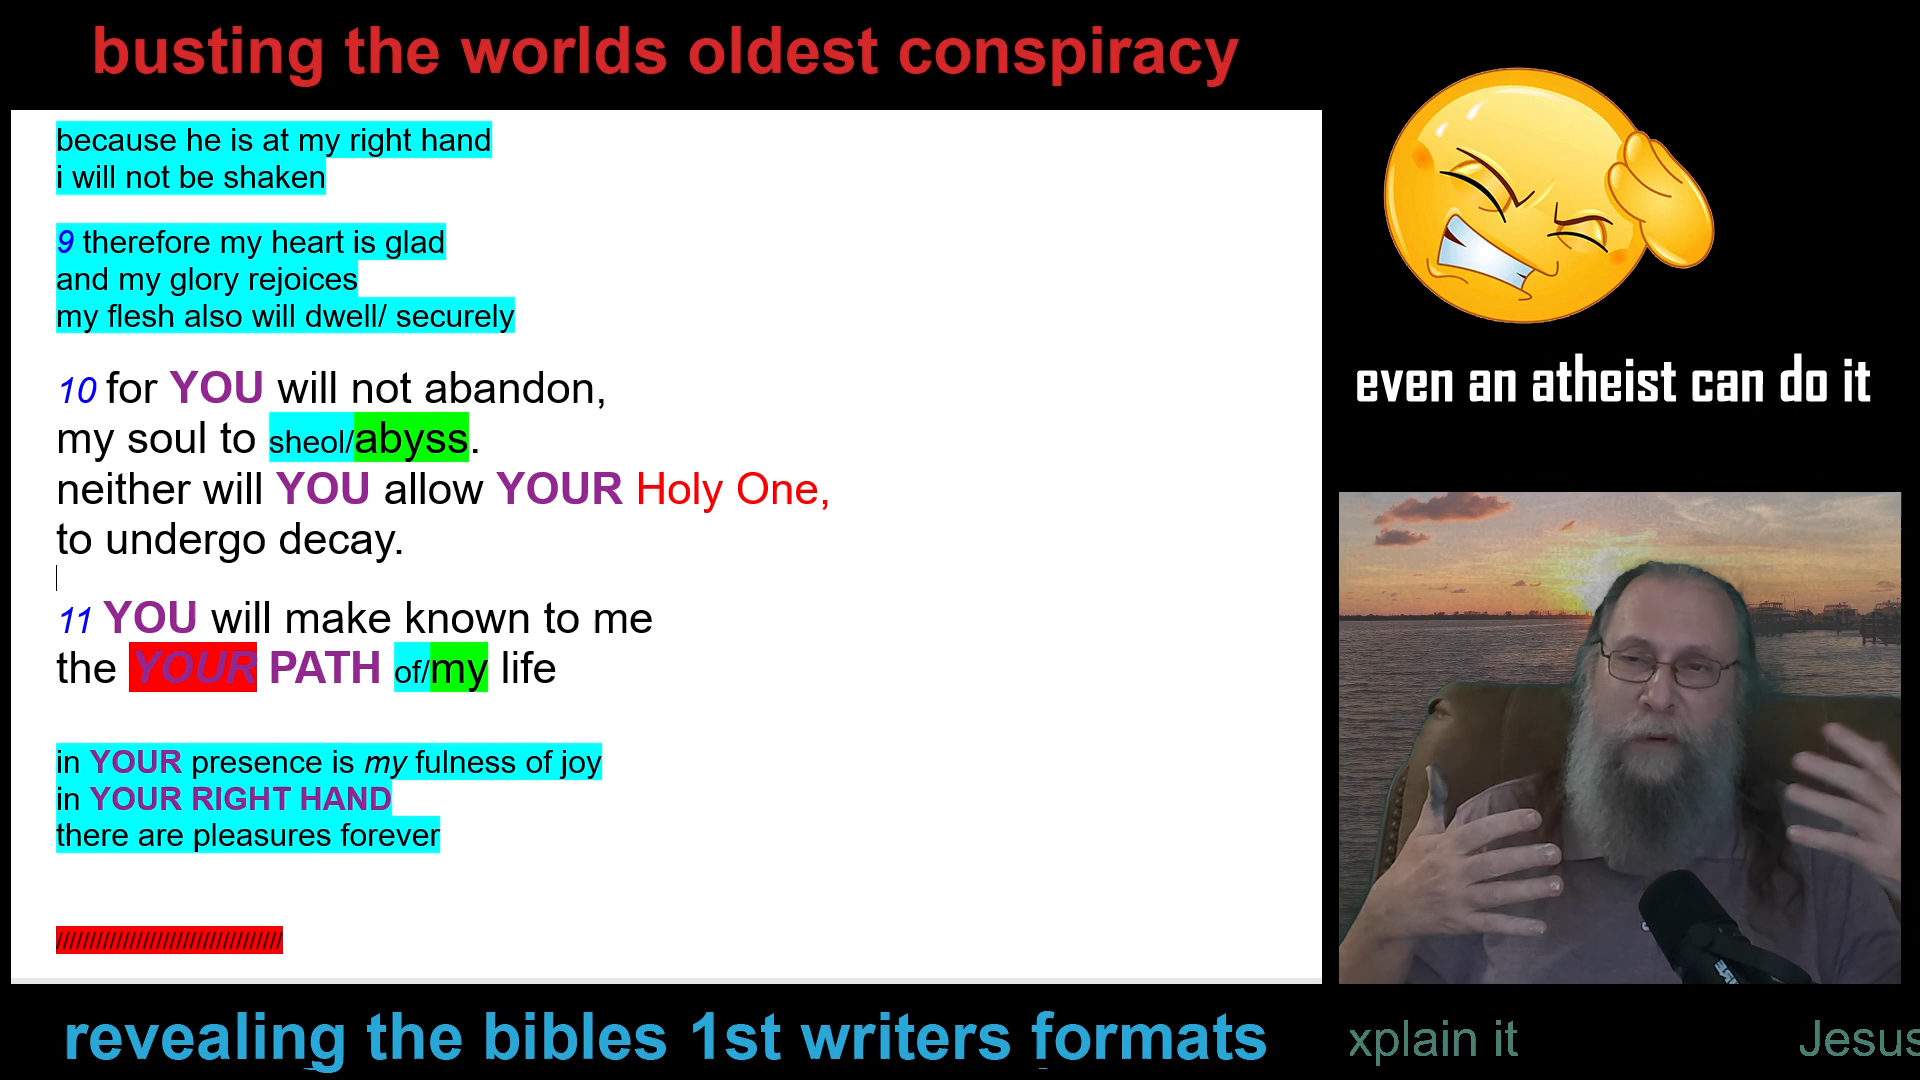 busting the worlds oldest conspiracy
because he is at my right hand
i will not be shaken
9 therefore my heart is glad
and my glory rejoices
my flesh also will dwell/ securely
10 for YOU will not abandon,
my soul to sheol/abyss.
neither will YOU allow YOUR Holy One,
to undergo decay.
11 YOU will make known to me
the YOUR PATH of/my life
in YOUR presence is my fulness of joy
in YOUR RIGHT HAND
there are pleasures forever
//////////////////////////////////
even an atheist can do it
revealing the bibles 1st writers formats
xplain it Jesus